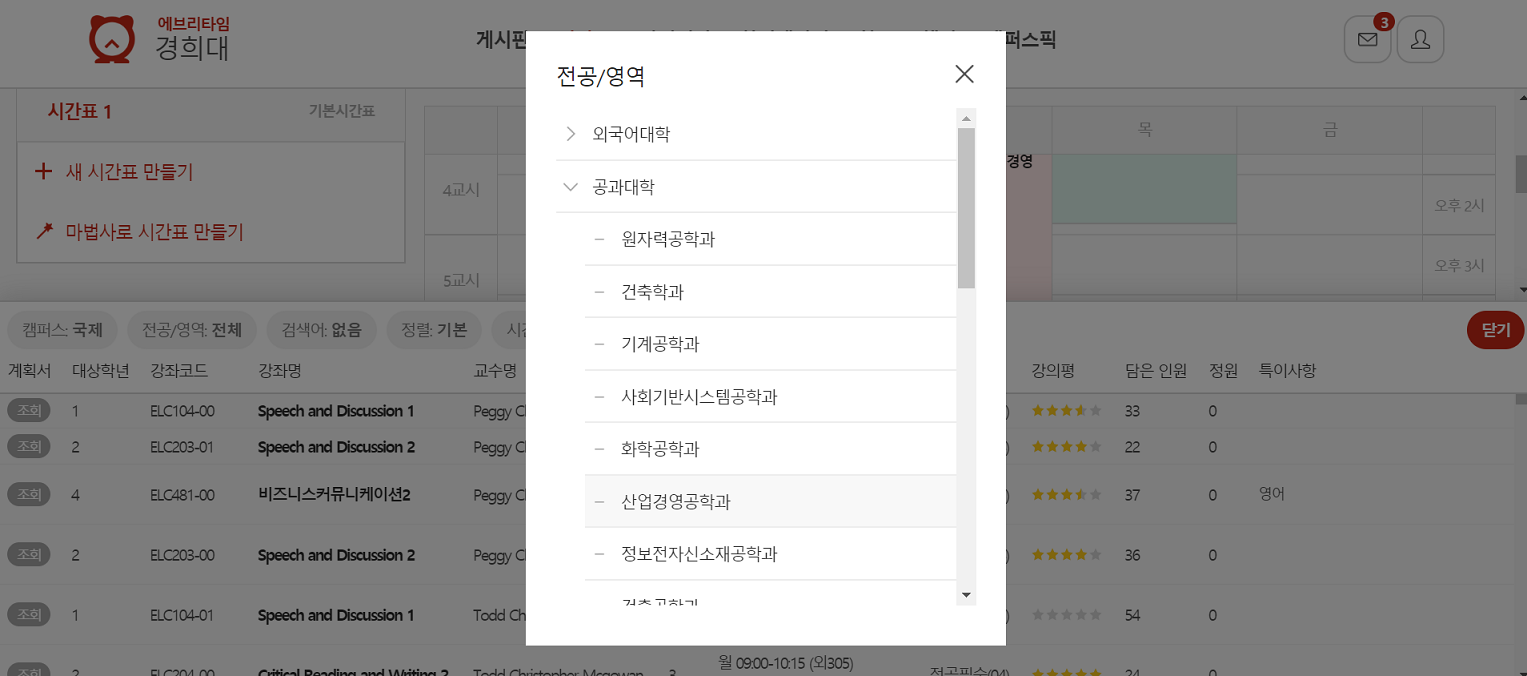 에브리타임
경희대
게시판
퍼스픽
3
시간표 1
기본시간표
새 시간표 만들기
마법사로 시간표 만들기
전공/영역
외국어대학
공과대학
원자력공학과
건축학과
기계공학과
사회기반시스템공학과
화학공학과
산업경영공학과
정보전자신소재공학과
건축공학과
목
금
경영
4교시
5교시
오후 2시
오후 3시
캠퍼스: 국제
전공/영역: 전체
검색어: 없음
정렬: 기본
닫기
계획서 대상학년 강좌코드 강좌명 교수명 강의평 담은 인원 정원 특이사항
조회 1 ELC104-00 Speech and Discussion 1 Peggy 33 0
조회 2 ELC203-01 Speech and Discussion 2 Peggy 22 0
조회 4 ELC481-00 비즈니스커뮤니케이션2 Peggy 37 0 영어
조회 2 ELC203-00 Speech and Discussion 2 Peggy 36 0
조회 1 ELC104-01 Speech and Discussion 1 Todd 54 0
월 09:00-10:15 (외305)
조회 2 ELC204-00 Critical Reading and Writing 2 Todd Christopher Mcgowan 3 전공필수(04) 24 0